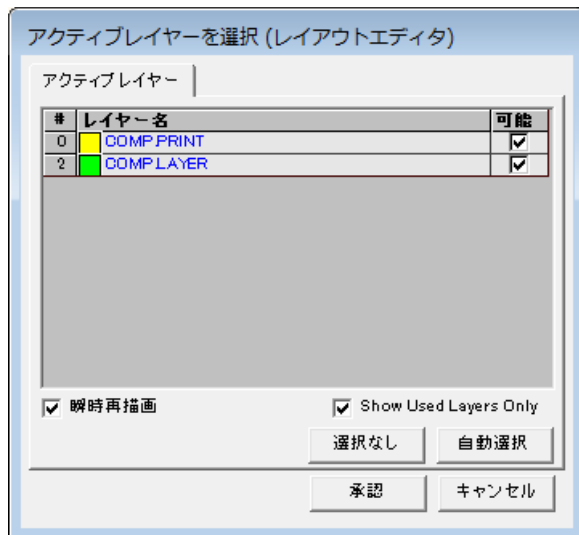 アクティブレイヤーを選択 (レイアウトエディタ)
アクティブレイヤー
# レイヤー名 可能
0 COMP.PRINT
2 COMP.LAYER
瞬時再描画 Show Used Layers Only
選択なし 自動選択
承認 キャンセル